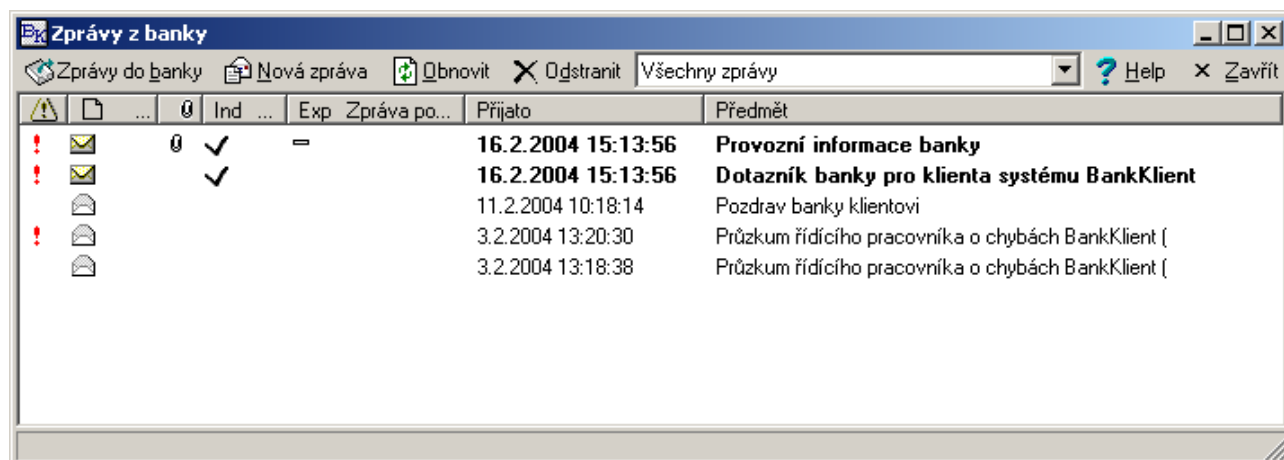 BK Zprávy z banky
Zprávy do banky Nová zpráva Obnovit Odstranit Všechny zprávy ? Help × Zavřít
... Ind ... Exp Zpráva po... Přijato Předmět
! 16.2.2004 15:13:56 Provozní informace banky
! 16.2.2004 15:13:56 Dotazník banky pro klienta systému BankKlient
11.2.2004 10:18:14 Pozdrav banky klientovi
! 3.2.2004 13:20:30 Průzkum řídícího pracovníka o chybách BankKlient (
3.2.2004 13:18:38 Průzkum řídícího pracovníka o chybách BankKlient (